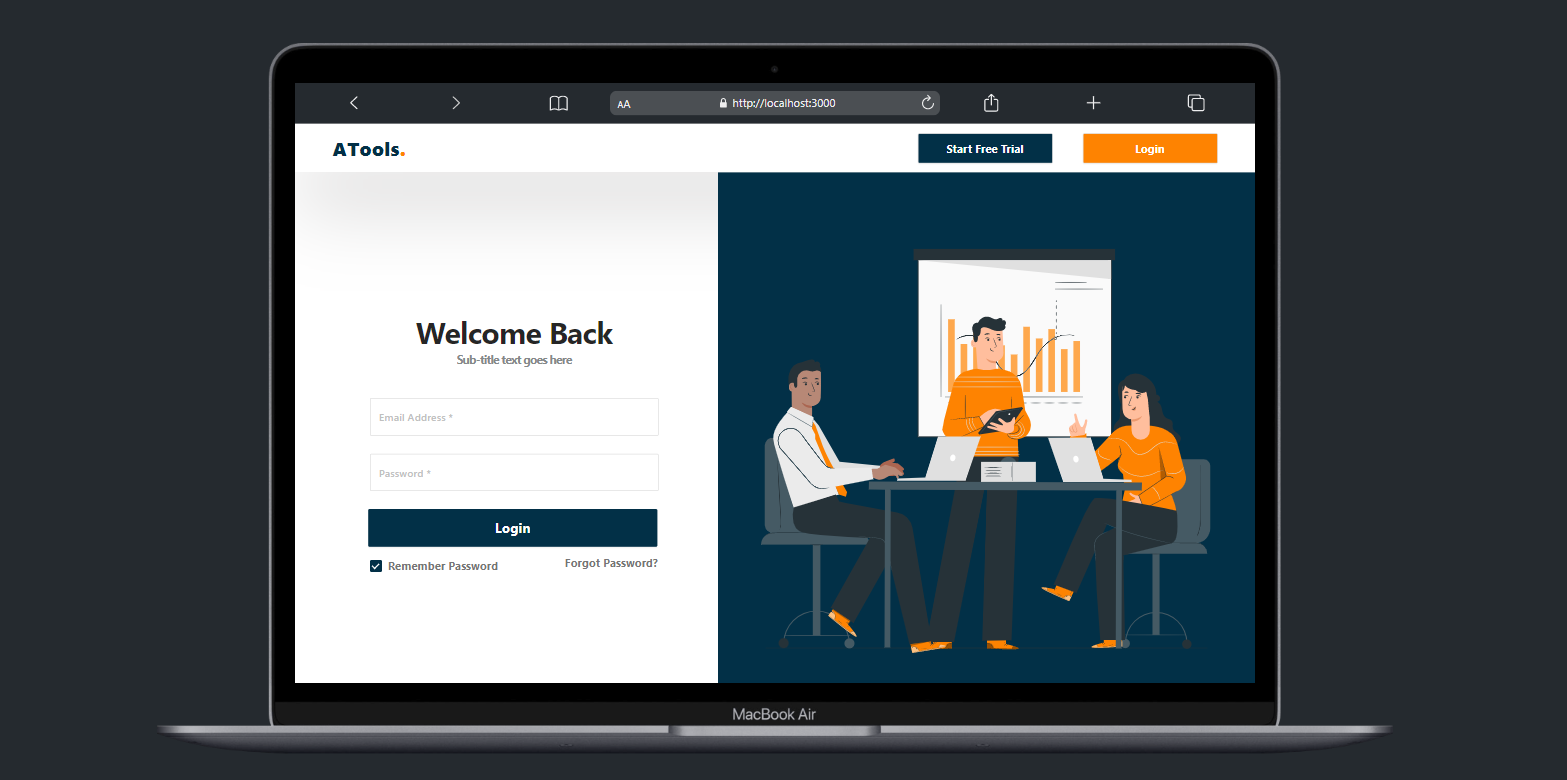 AA
http://localhost:3000
ATools.
Start Free Trial
Login
Welcome Back
Sub-title text goes here
Email Address *
Password *
Login
Remember Password
Forgot Password?
MacBook Air